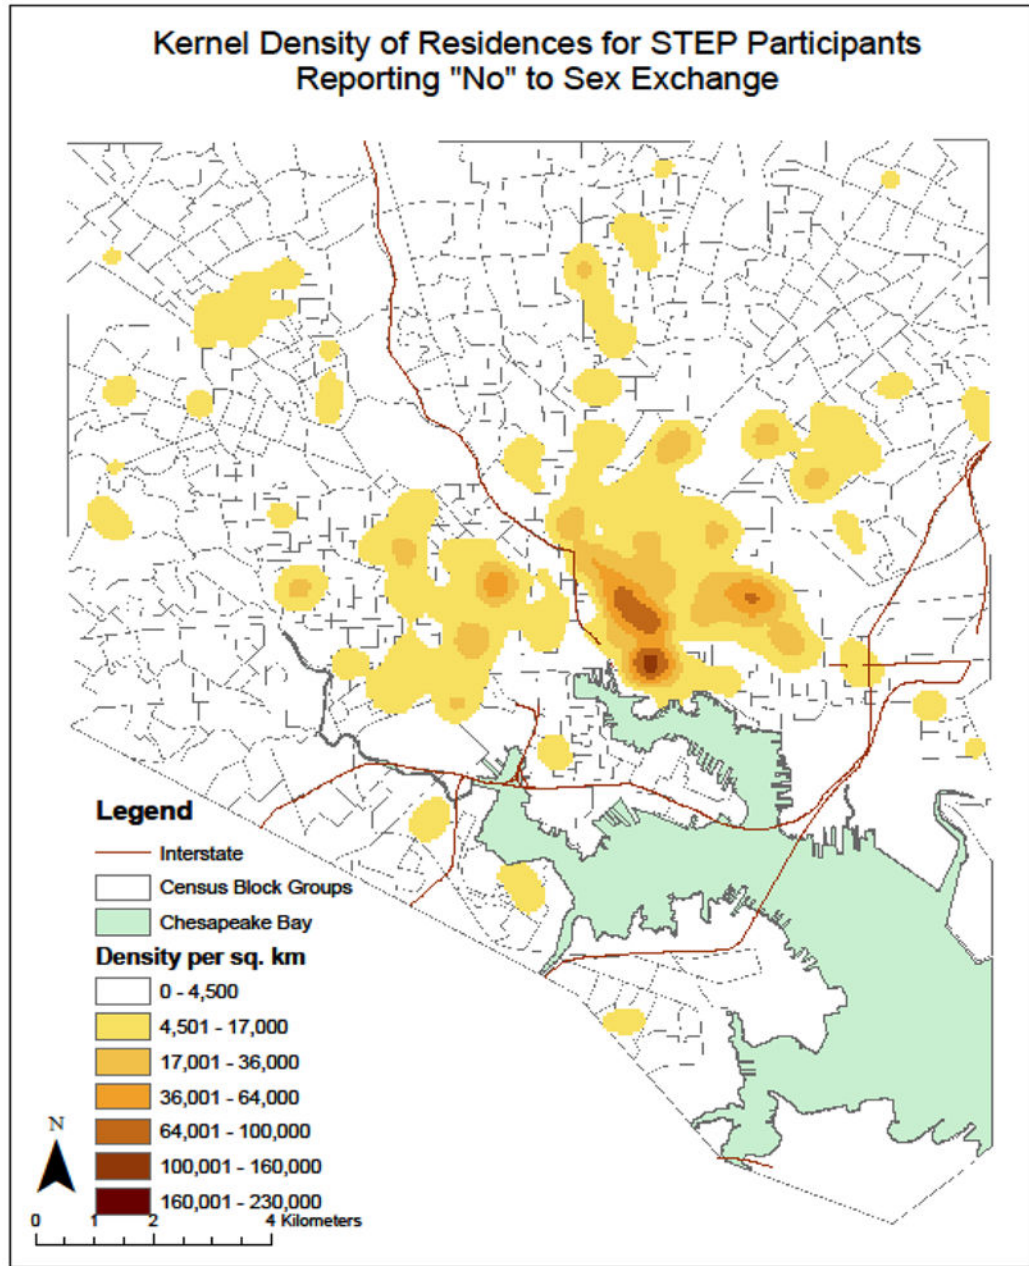 Kernel Density of Residences for STEP Participants
Reporting "No" to Sex Exchange
Legend
Interstate
Census Block Groups
Chesapeake Bay
Density per sq. km
0 - 4,500
4,501 - 17,000
17,001 - 36,000
36,001 - 64,000
64,001 - 100,000
100,001 - 160,000
160,001 - 230,000
N
0 1 2 4 Kilometers